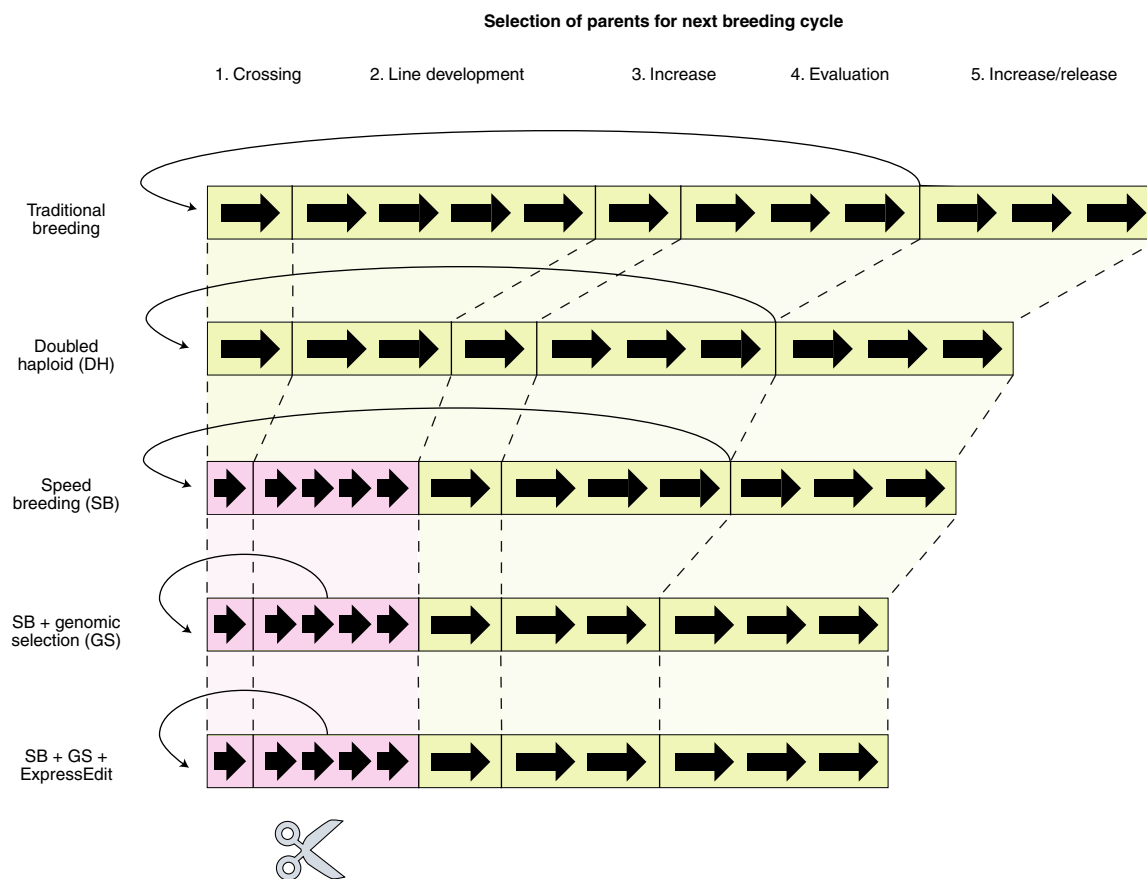 Selection of parents for next breeding cycle
1. Crossing
2. Line development
3. Increase
4. Evaluation
5. Increase/release
Traditional
breeding
Doubled
haploid (DH)
Speed
breeding (SB)
SB + genomic
selection (GS)
SB + GS +
ExpressEdit